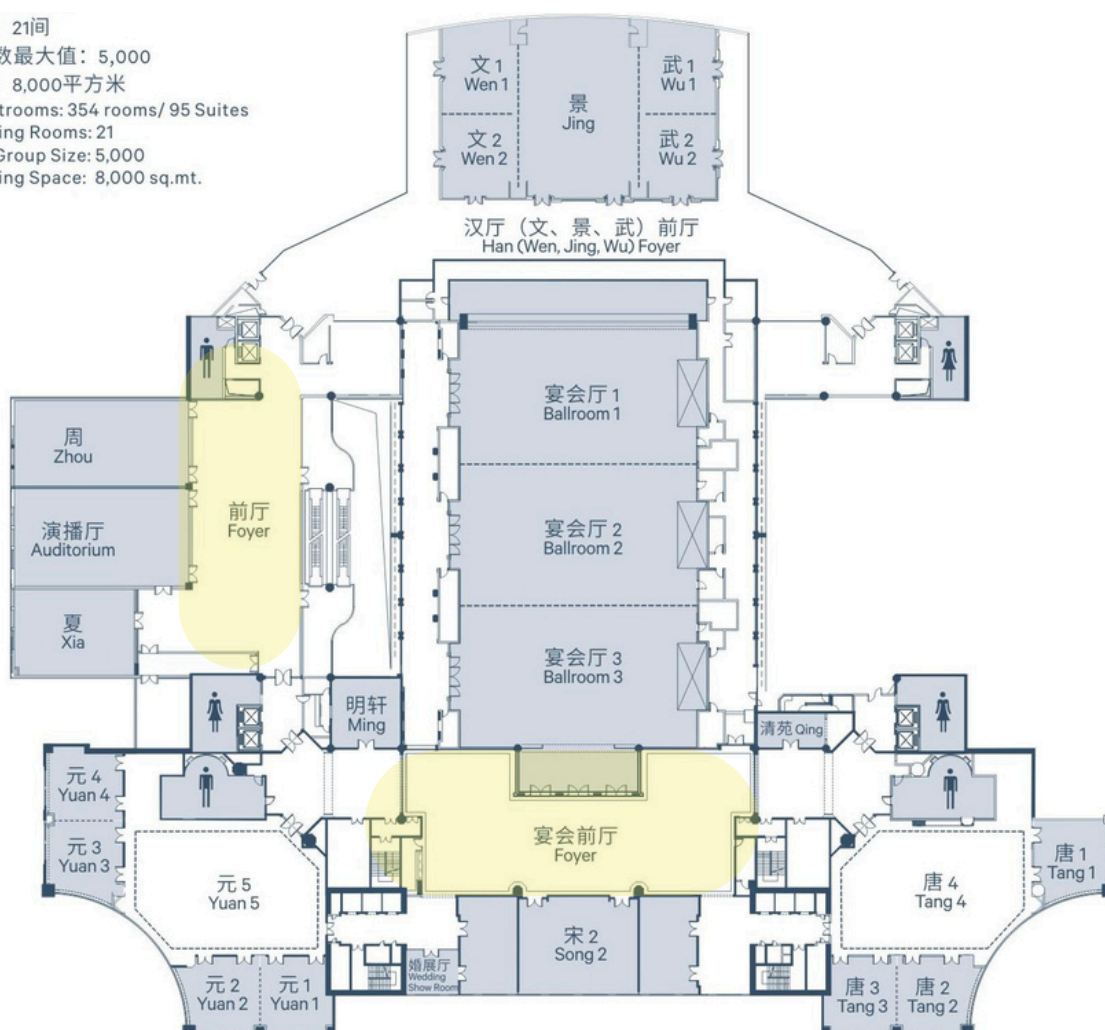 21间
数最大值：5,000
8,000平方米
trooms: 354 rooms/ 95 Suites
ing Rooms: 21
Group Size: 5,000
ing Space: 8,000 sq.mt.
文 1
Wen 1
武 1
Wu 1
景
Jing
文 2
Wen 2
武 2
Wu 2
汉厅（文、景、武）前厅
Han (Wen, Jing, Wu) Foyer
宴会厅 1
Ballroom 1
周
Zhou
前厅
Foyer
演播厅
Auditorium
宴会厅 2
Ballroom 2
夏
Xia
宴会厅 3
Ballroom 3
明轩
Ming
清苑 Qing
元 4
Yuan 4
元 3
Yuan 3
宴会前厅
Foyer
唐 1
Tang 1
元 5
Yuan 5
唐 4
Tang 4
宋 2
Song 2
婚展厅
Wedding
Show Room
元 2
Yuan 2
元 1
Yuan 1
唐 3
Tang 3
唐 2
Tang 2